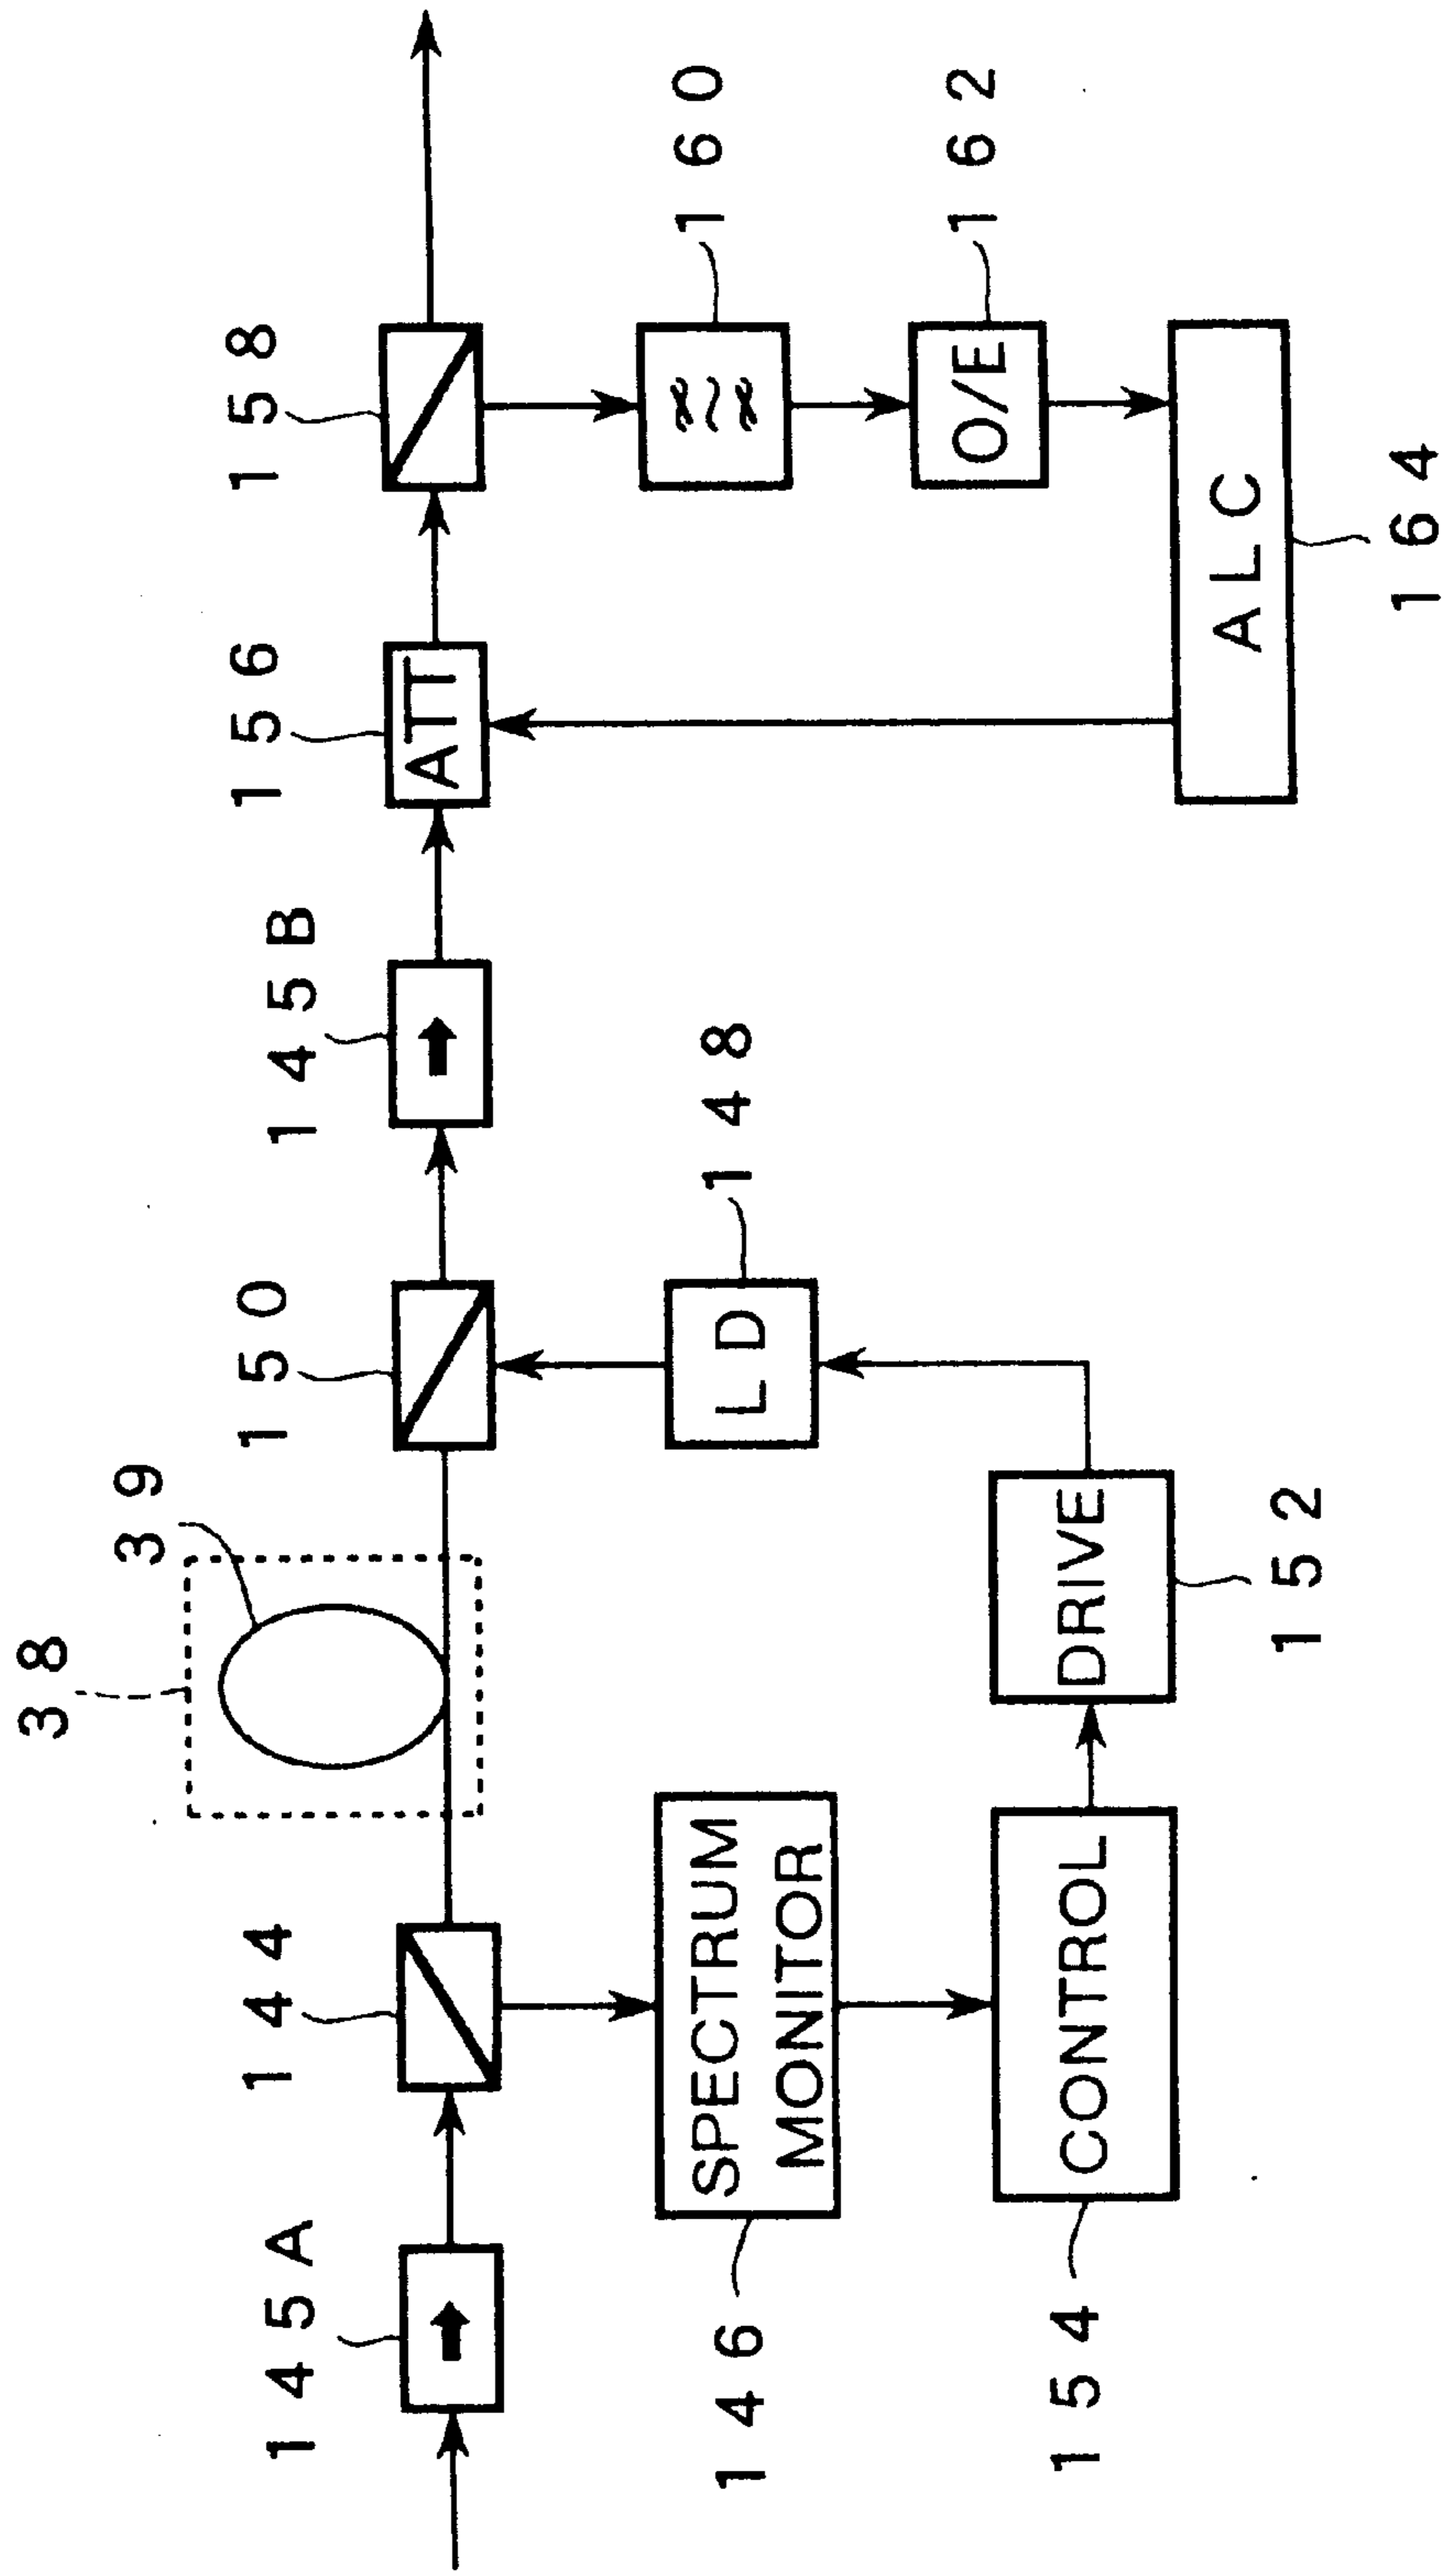 38
39
145A
144
150
145B
156
158
ATT
SPECTRUM
MONITOR
146
LD
148
160
O/E
162
CONTROL
154
DRIVE
152
ALC
164